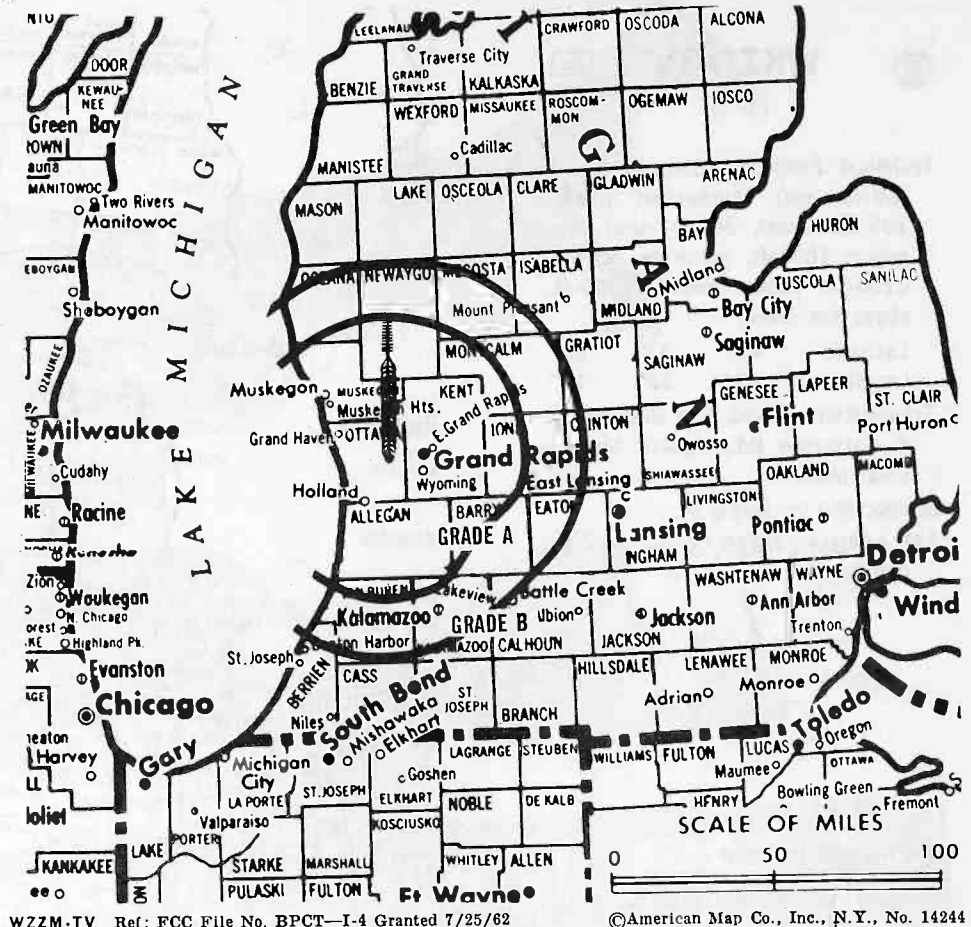 LEELANAU
CRAWFORD
OSCODA
ALCONA
Traverse City
DOOR
KEWAU-
NEE
BENZIE
GRAND
TRAVERSE
KALKASKA
Green Bay
WEXFORD
MISSAUKEE
ROSCOM-
MON
OGEMAW
IOSCO
Cadillac
MANISTEE
MANITOWOC
LAKE
OSCEOLA
CLARE
GLADWIN
ARENAC
Two Rivers
Manitowoc
MASON
BAY
HURON
NEWAYGO
ISABELLA
Midland
TUSCOLA
SANILAC
Mount Pleasant
MIDLAND
Bay City
Sheboygan
Saginaw
GRATIOT
SAGINAW
OZAUKEE
MONTCALM
LAKE MICHIGAN
Muskegon
KENT
GENESEE
LAPEER
ST. CLAIR
Muskegon Hts.
E. Grand Rapids
Flint
Port Huron
Milwaukee
MILWAUKEE
Grand Haven
CLINTON
Owosso
Cudahy
Grand Rapids
Wyoming
East Lansing
SHIAWASSEE
OAKLAND
MACOMB
Holland
LIVINGSTON
Racine
ALLEGAN
BARRY
EATON
Lansing
Pontiac
GRADE A
INGHAM
Kenosha
Detroi
Zion
Lakeview
Battle Creek
WASHTENAW
WAYNE
Waukegan
Kalamazoo
Albion
Jackson
Ann Arbor
Wind
N. Chicago
GRADE B
Trenton
Highland Pk.
CALHOUN
JACKSON
St. Joseph
HILLSDALE
LENAWEE
MONROE
Evanston
CASS
BERRIEN
ST.
JOSEPH
Adrian
Monroe
Chicago
Niles
South Bend
BRANCH
Mishawaka
Elkhart
Toledo
Oregon
Harvey
Gary
Michigan
City
LAGRANGE
STEUBEN
WILLIAMS
FULTON
LUCAS
Maumee
OTTAWA
Goshen
LA PORTE
ST. JOSEPH
ELKHART
Bowling Green
Joliet
Valparaiso
NOBLE
DE KALB
HENRY
Fremont
PORTER
KOSCIUSKO
SCALE OF MILES
KANKAKEE
LAKE
STARKE
MARSHALL
WHITLEY
ALLEN
0 50 100
PULASKI
FULTON
Ft Wayne
WZZM-TV Ref: FCC File No. BPCT—I-4 Granted 7/25/62
©American Map Co., Inc., N.Y., No. 14244